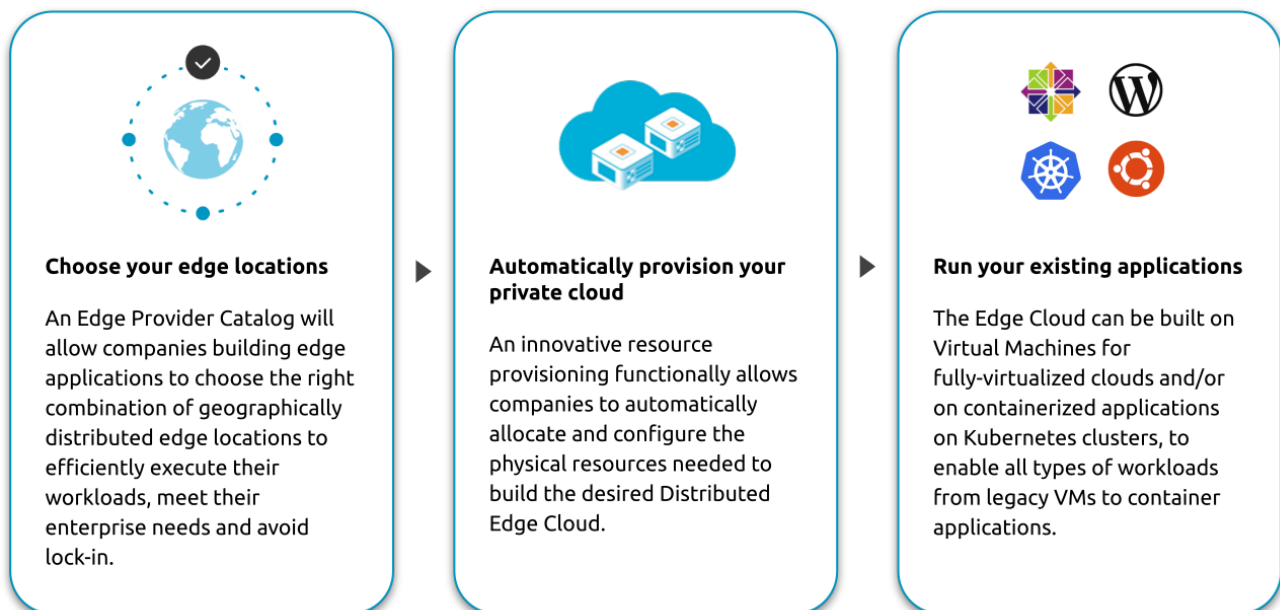 Choose your edge locations
An Edge Provider Catalog will
allow companies building edge
applications to choose the right
combination of geographically
distributed edge locations to
efficiently execute their
workloads, meet their
enterprise needs and avoid
lock-in.
Automatically provision your
private cloud
An innovative resource
provisioning functionally allows
companies to automatically
allocate and configure the
physical resources needed to
build the desired Distributed
Edge Cloud.
Run your existing applications
The Edge Cloud can be built on
Virtual Machines for
fully-virtualized clouds and/or
on containerized applications
on Kubernetes clusters, to
enable all types of workloads
from legacy VMs to container
applications.